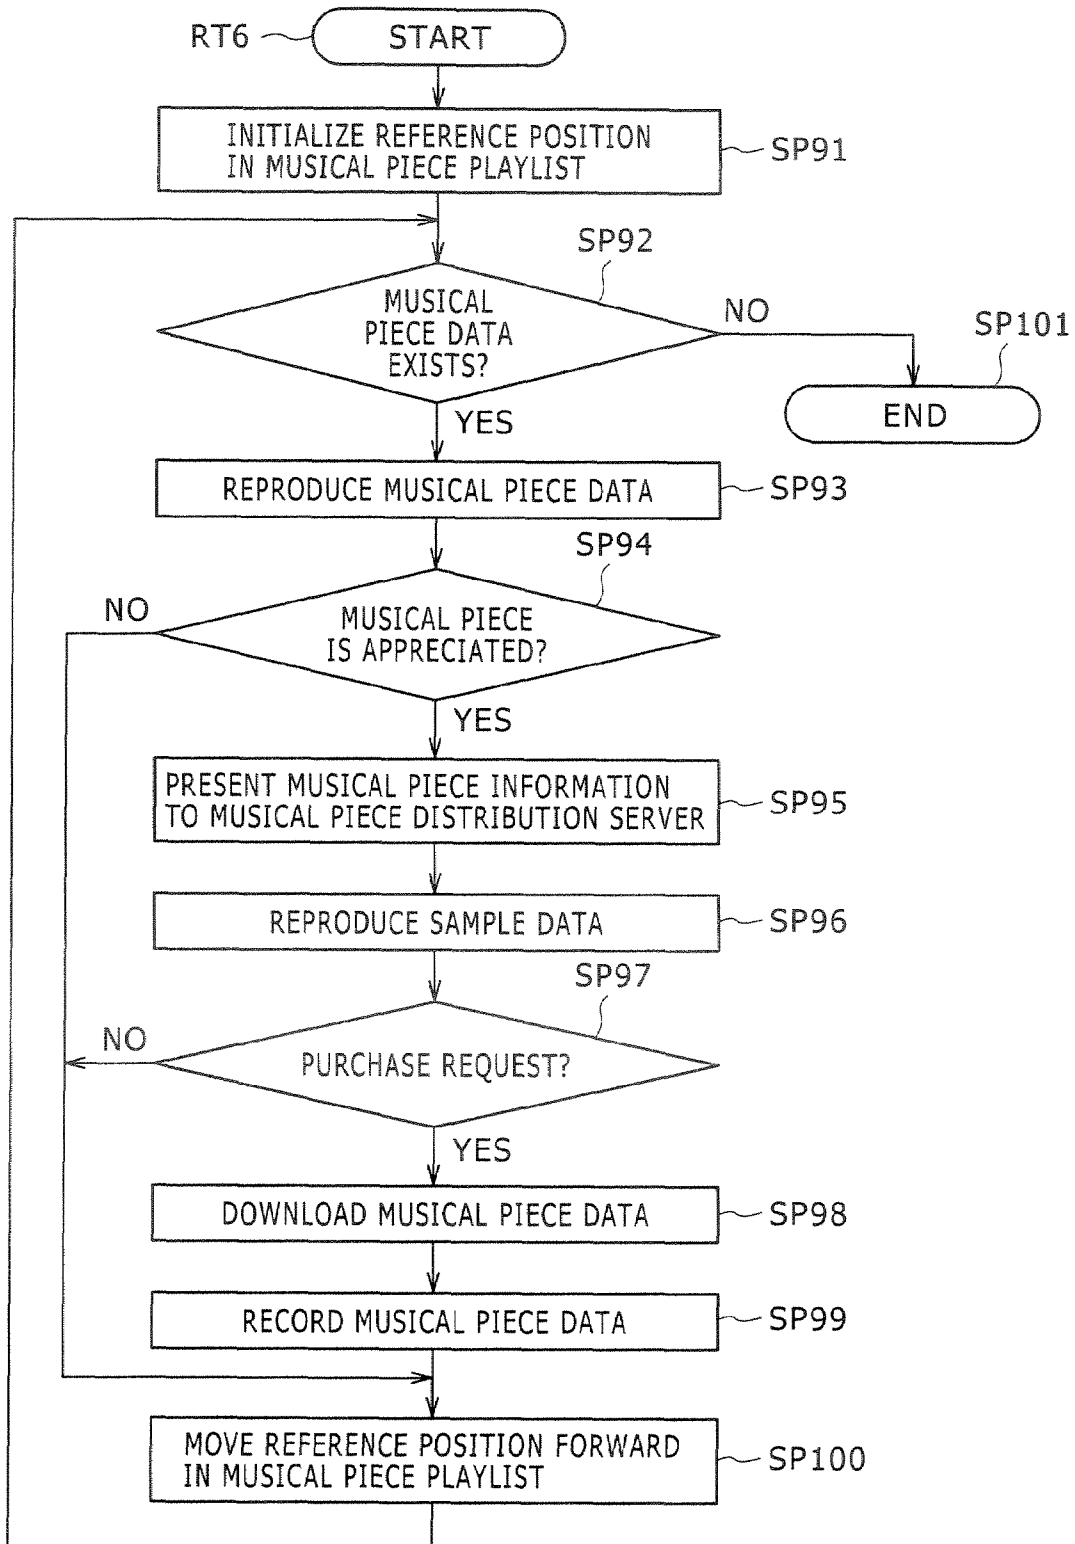 RT6
START
INITIALIZE REFERENCE POSITION
IN MUSICAL PIECE PLAYLIST
SP91
SP92
MUSICAL
PIECE DATA
EXISTS?
NO
SP101
END
YES
REPRODUCE MUSICAL PIECE DATA
SP93
SP94
NO
MUSICAL PIECE
IS APPRECIATED?
YES
PRESENT MUSICAL PIECE INFORMATION
TO MUSICAL PIECE DISTRIBUTION SERVER
SP95
REPRODUCE SAMPLE DATA
SP96
SP97
NO
PURCHASE REQUEST?
YES
DOWNLOAD MUSICAL PIECE DATA
SP98
RECORD MUSICAL PIECE DATA
SP99
MOVE REFERENCE POSITION FORWARD
IN MUSICAL PIECE PLAYLIST
SP100